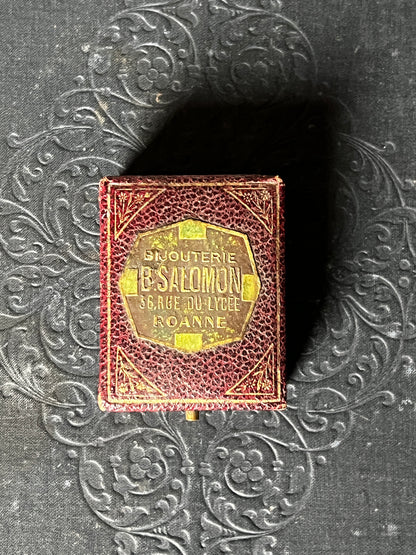 BIJOUTERIE
B.SALOMON
36.RUE DU LYCÉE
ROANNE